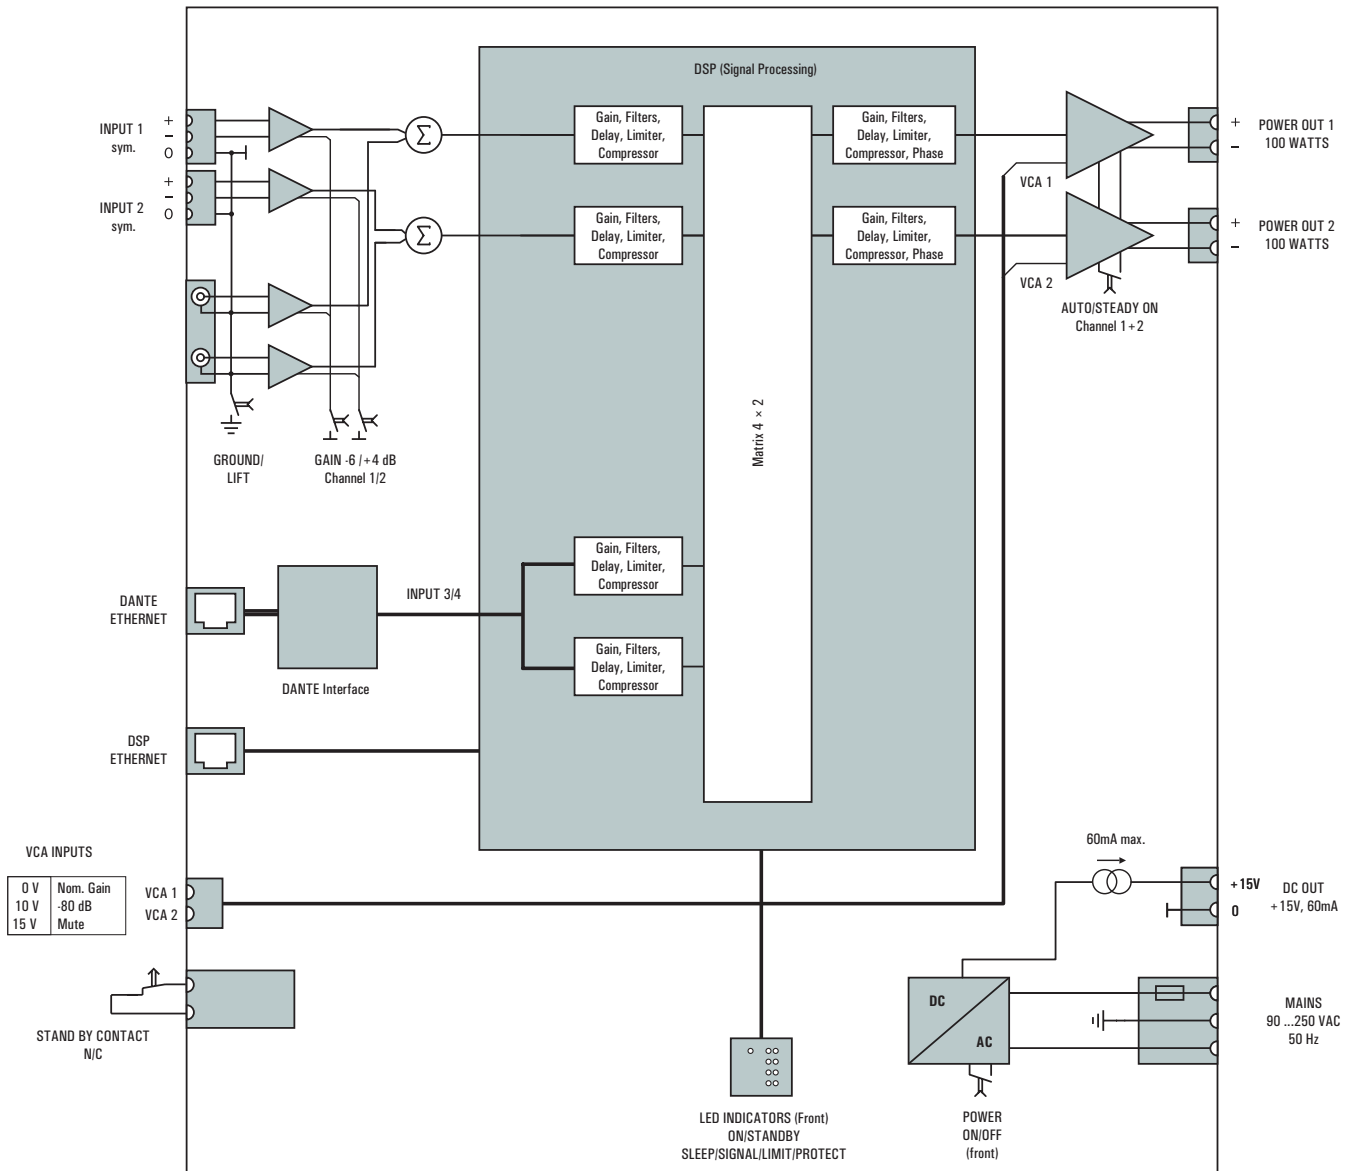 DSP (Signal Processing)
INPUT 1
sym.
+
–
0
INPUT 2
sym.
+
–
0
Σ
Σ
Gain, Filters,
Delay, Limiter,
Compressor
Gain, Filters,
Delay, Limiter,
Compressor
Matrix 4 × 2
Gain, Filters,
Delay, Limiter,
Compressor, Phase
Gain, Filters,
Delay, Limiter,
Compressor, Phase
VCA 1
VCA 2
+
–
POWER OUT 1
100 WATTS
+
–
POWER OUT 2
100 WATTS
AUTO/STEADY ON
Channel 1+2
GROUND/
LIFT
GAIN -6 /+4 dB
Channel 1/2
DANTE
ETHERNET
DANTE Interface
INPUT 3/4
Gain, Filters,
Delay, Limiter,
Compressor
Gain, Filters,
Delay, Limiter,
Compressor
DSP
ETHERNET
VCA INPUTS
0 V Nom. Gain
10 V -80 dB
15 V Mute
VCA 1
VCA 2
STAND BY CONTACT
N/C
LED INDICATORS (Front)
ON/STANDBY
SLEEP/SIGNAL/LIMIT/PROTECT
60mA max.
+15V
0
DC OUT
+15V, 60mA
DC
AC
POWER
ON/OFF
(front)
MAINS
90 ...250 VAC
50 Hz